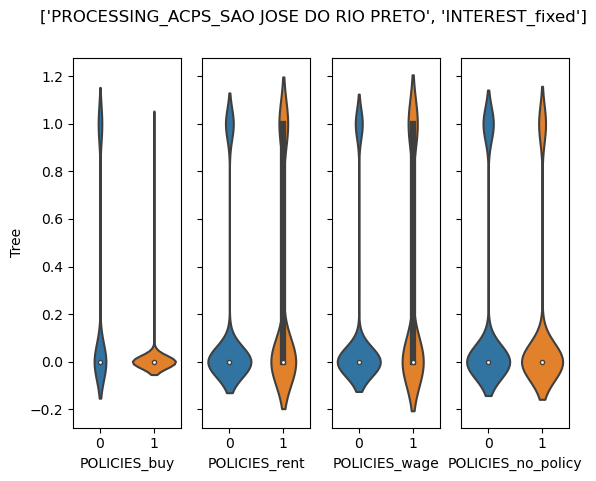 ['PROCESSING_ACPS_SAO JOSE DO RIO PRETO', 'INTEREST_fixed']
Tree
1.2
1.0
0.8
0.6
0.4
0.2
0.0
−0.2
0 1
0 1
0 1
0 1
POLICIES_buy
POLICIES_rent
POLICIES_wage
POLICIES_no_policy